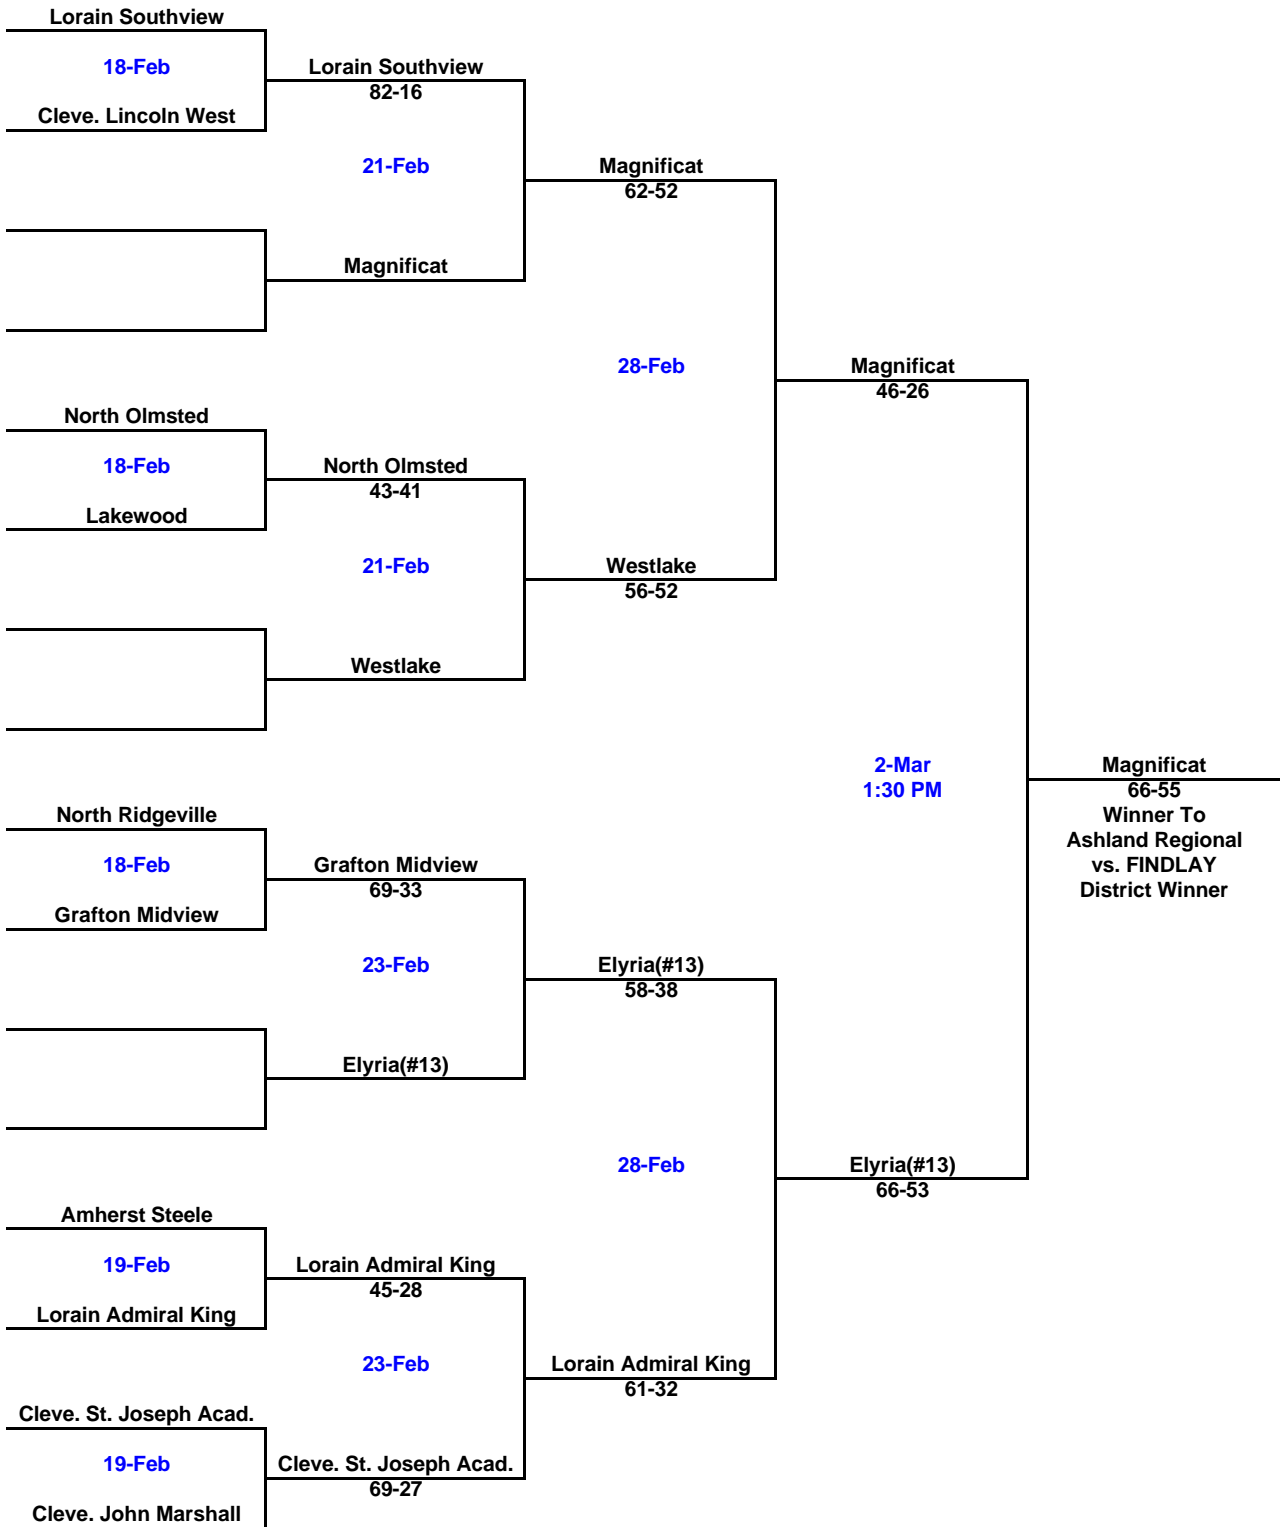 Lorain Southview
18-Feb
Lorain Southview
82-16
Cleve. Lincoln West
21-Feb
Magnificat
62-52
Magnificat
28-Feb
Magnificat
46-26
North Olmsted
18-Feb
North Olmsted
43-41
Lakewood
21-Feb
Westlake
56-52
Westlake
2-Mar
1:30 PM
Magnificat
66-55
Winner To
Ashland Regional
vs. FINDLAY
District Winner
North Ridgeville
18-Feb
Grafton Midview
69-33
Grafton Midview
23-Feb
Elyria(#13)
58-38
Elyria(#13)
28-Feb
Elyria(#13)
66-53
Amherst Steele
19-Feb
Lorain Admiral King
45-28
Lorain Admiral King
23-Feb
Lorain Admiral King
61-32
Cleve. St. Joseph Acad.
19-Feb
Cleve. St. Joseph Acad.
69-27
Cleve. John Marshall